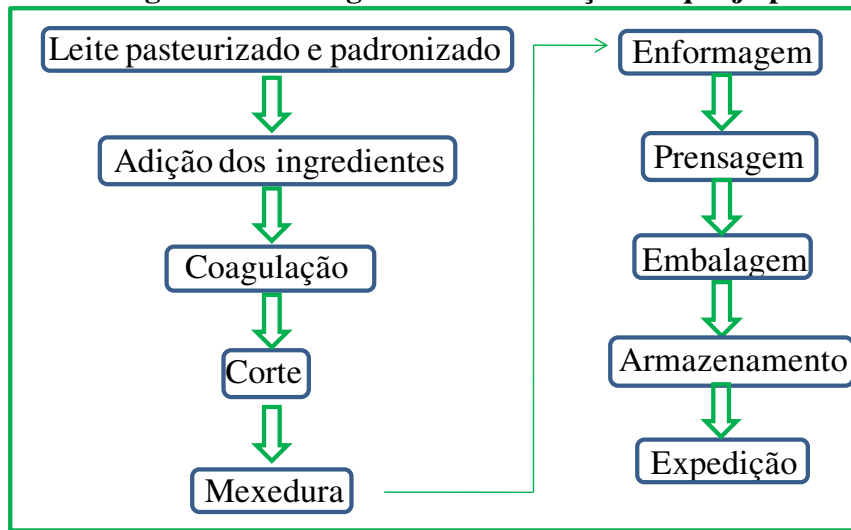 Leite pasteurizado e padronizado
Adição dos ingredientes
Coagulação
Corte
Mexedura
Enformagem
Prensagem
Embalagem
Armazenamento
Expedição